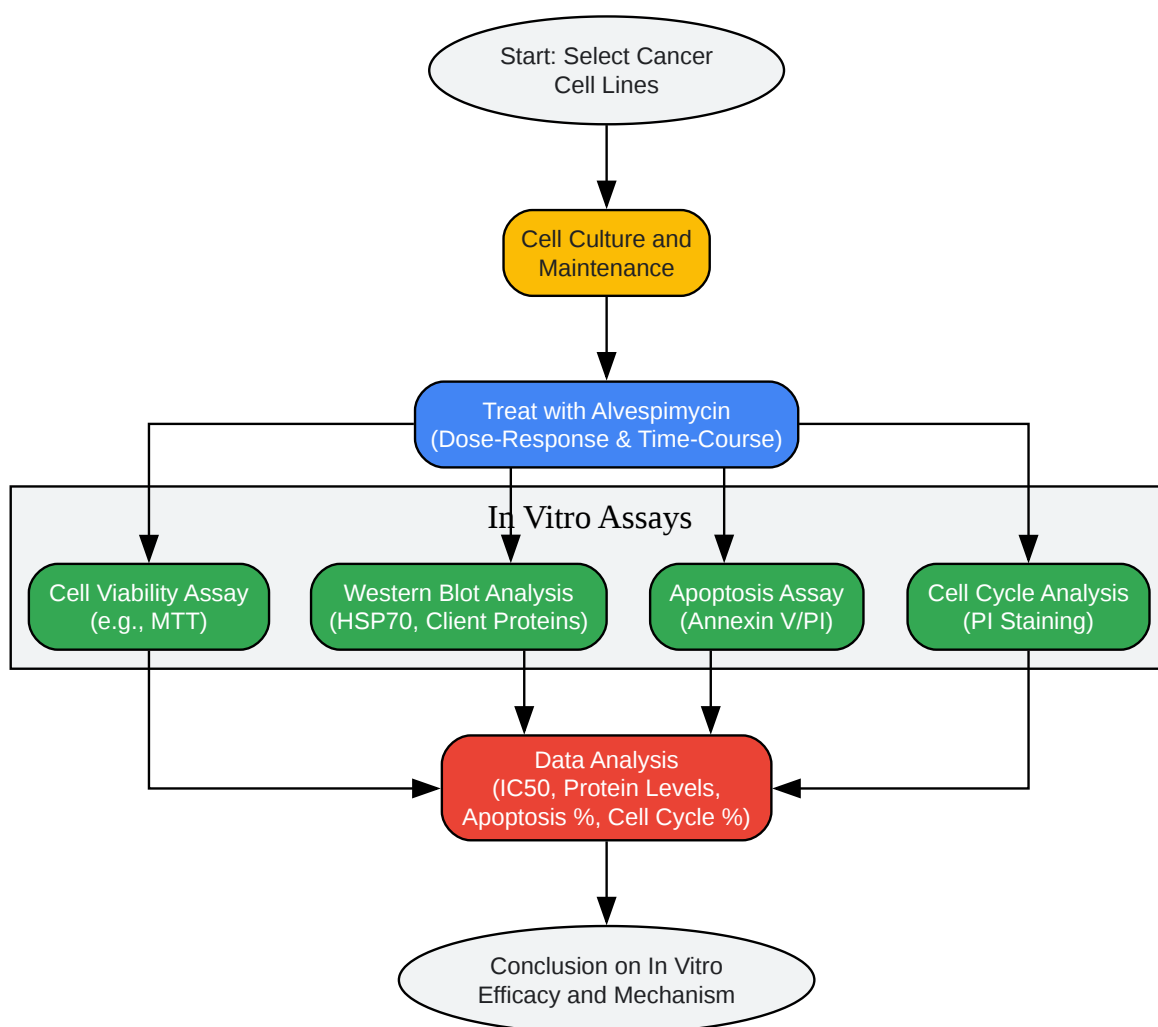 Start: Select Cancer
Cell Lines
Cell Culture and
Maintenance
Treat with Alvespimycin
(Dose-Response & Time-Course)
In Vitro Assays
Cell Viability Assay
(e.g., MTT)
Western Blot Analysis
(HSP70, Client Proteins)
Apoptosis Assay
(Annexin V/PI)
Cell Cycle Analysis
(PI Staining)
Data Analysis
(IC50, Protein Levels,
Apoptosis %, Cell Cycle %)
Conclusion on In Vitro
Efficacy and Mechanism